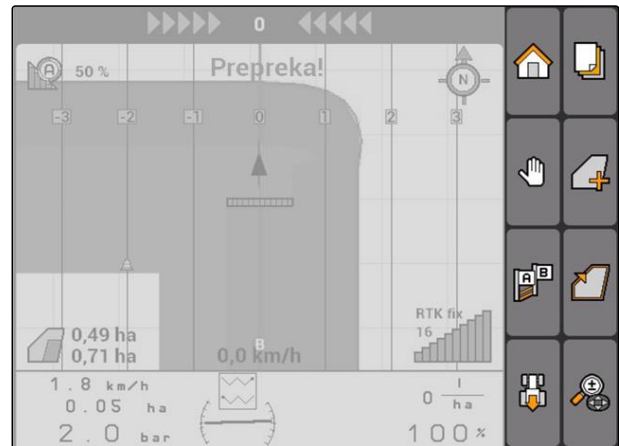 0
A 50 % Prepreka! N
-3 -2 -1 0 1 2 3
A B
RTK fix
16
0,49 ha
0,71 ha 0,0 km/h B
1.8 km/h
0.05 ha 0 l/ha
2.0 bar 100%